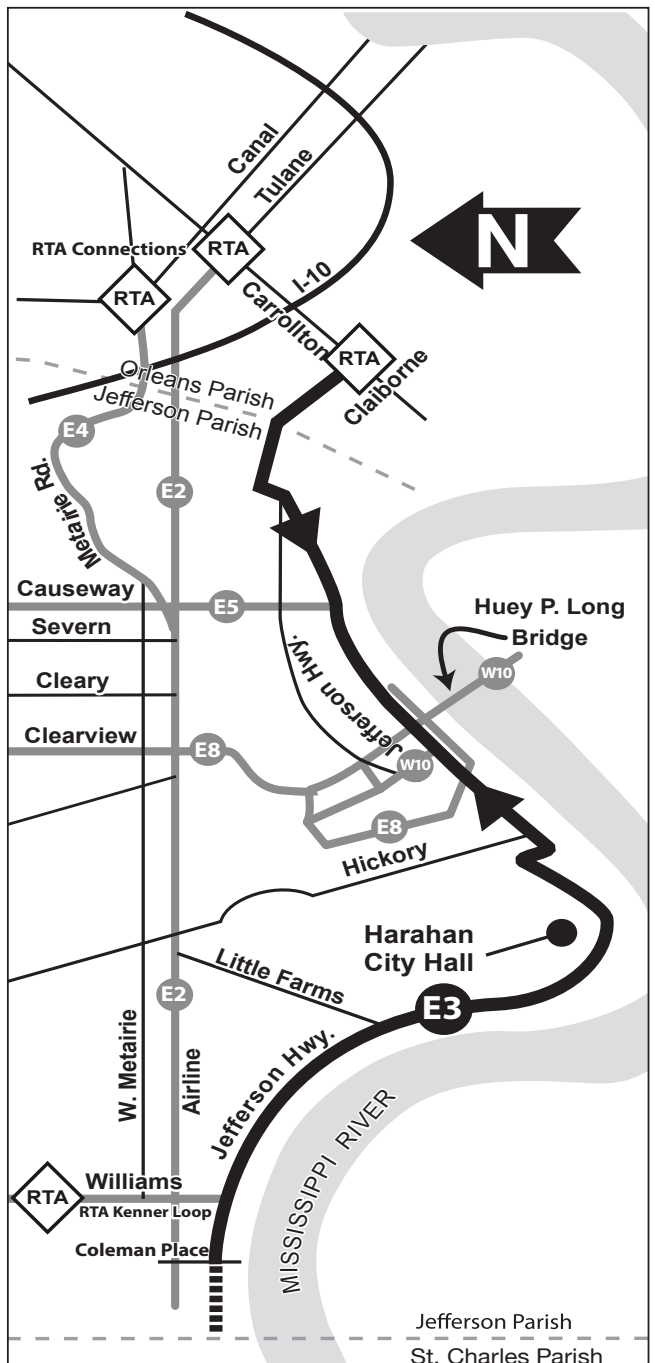 Canal
Tulane
N
RTA Connections
RTA
RTA
I-10
Carrollton
RTA
Claiborne
Orleans Parish
Jefferson Parish
E4
Metairie Rd.
E2
Causeway
E5
Severn
Huey P. Long
Bridge
W10
Cleary
Jefferson Hwy.
Clearview
E8
W10
E8
Hickory
Harahan
City Hall
Little Farms
E2
E3
W. Metairie
Airline
Jefferson Hwy.
MISSISSIPPI RIVER
RTA
Williams
RTA Kenner Loop
Coleman Place
Jefferson Parish
St. Charles Parish